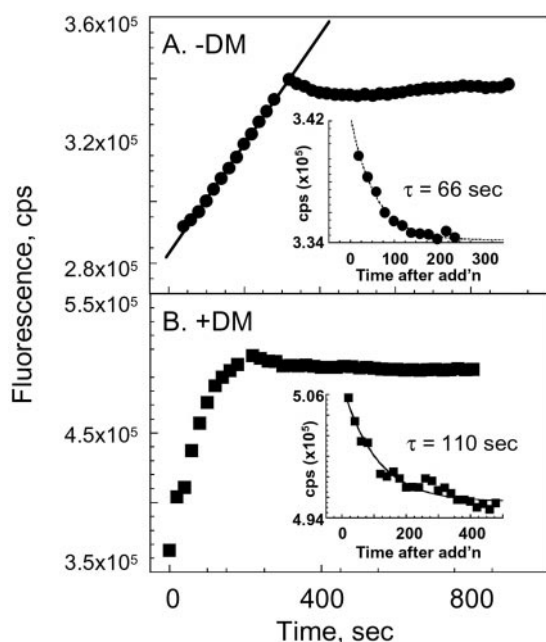 Fluorescence, cps
3.6x10⁵
3.2x10⁵
2.8x10⁵
A. -DM
3.42
3.34
cps (x10⁵)
τ = 66 sec
0 100 200 300
Time after add'n
5.5x10⁵
4.5x10⁵
3.5x10⁵
B. +DM
5.06
4.94
cps (x10⁵)
τ = 110 sec
0 200 400
Time after add'n
0 400 800
Time, sec